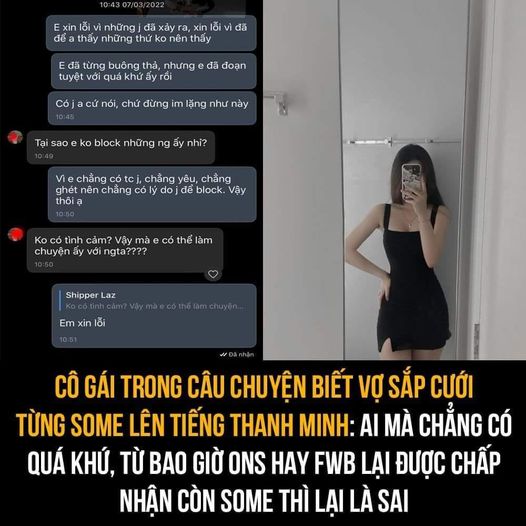 10:43 07/03/2022
E xin lỗi vì những j đã xảy ra, xin lỗi vì đã
để a thấy những thứ ko nên thấy
E đã từng buông thả, nhưng e đã đoạn
tuyệt với quá khứ ấy rồi
Có j a cứ nói, chứ đừng im lặng như này
10:45
Tại sao e ko block những ng ấy nhỉ?
10:49
Vì e chẳng có tc j, chẳng yêu, chẳng
ghét nên chẳng có lý do j để block. Vậy
thôi ạ
10:50
Ko có tình cảm? Vậy mà e có thể làm
chuyện ấy với ngta????
10:50
Shipper Laz
Ko có tình cảm? Vậy mà e có thể làm chuyện...
Em xin lỗi
10:51
Đã nhận
CÔ GÁI TRONG CÂU CHUYỆN BIẾT VỢ SẮP CƯỚI
TỪNG SOME LÊN TIẾNG THANH MINH: AI MÀ CHẲNG CÓ
QUÁ KHỨ, TỪ BAO GIỜ ONS HAY FWB LẠI ĐƯỢC CHẤP
NHẬN CÒN SOME THÌ LẠI LÀ SAI